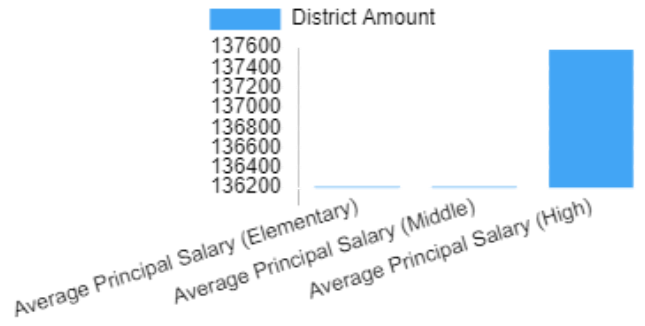 District Amount
137600
137400
137200
137000
136800
136600
136400
136200
Average Principal Salary (Elementary)
Average Principal Salary (Middle)
Average Principal Salary (High)